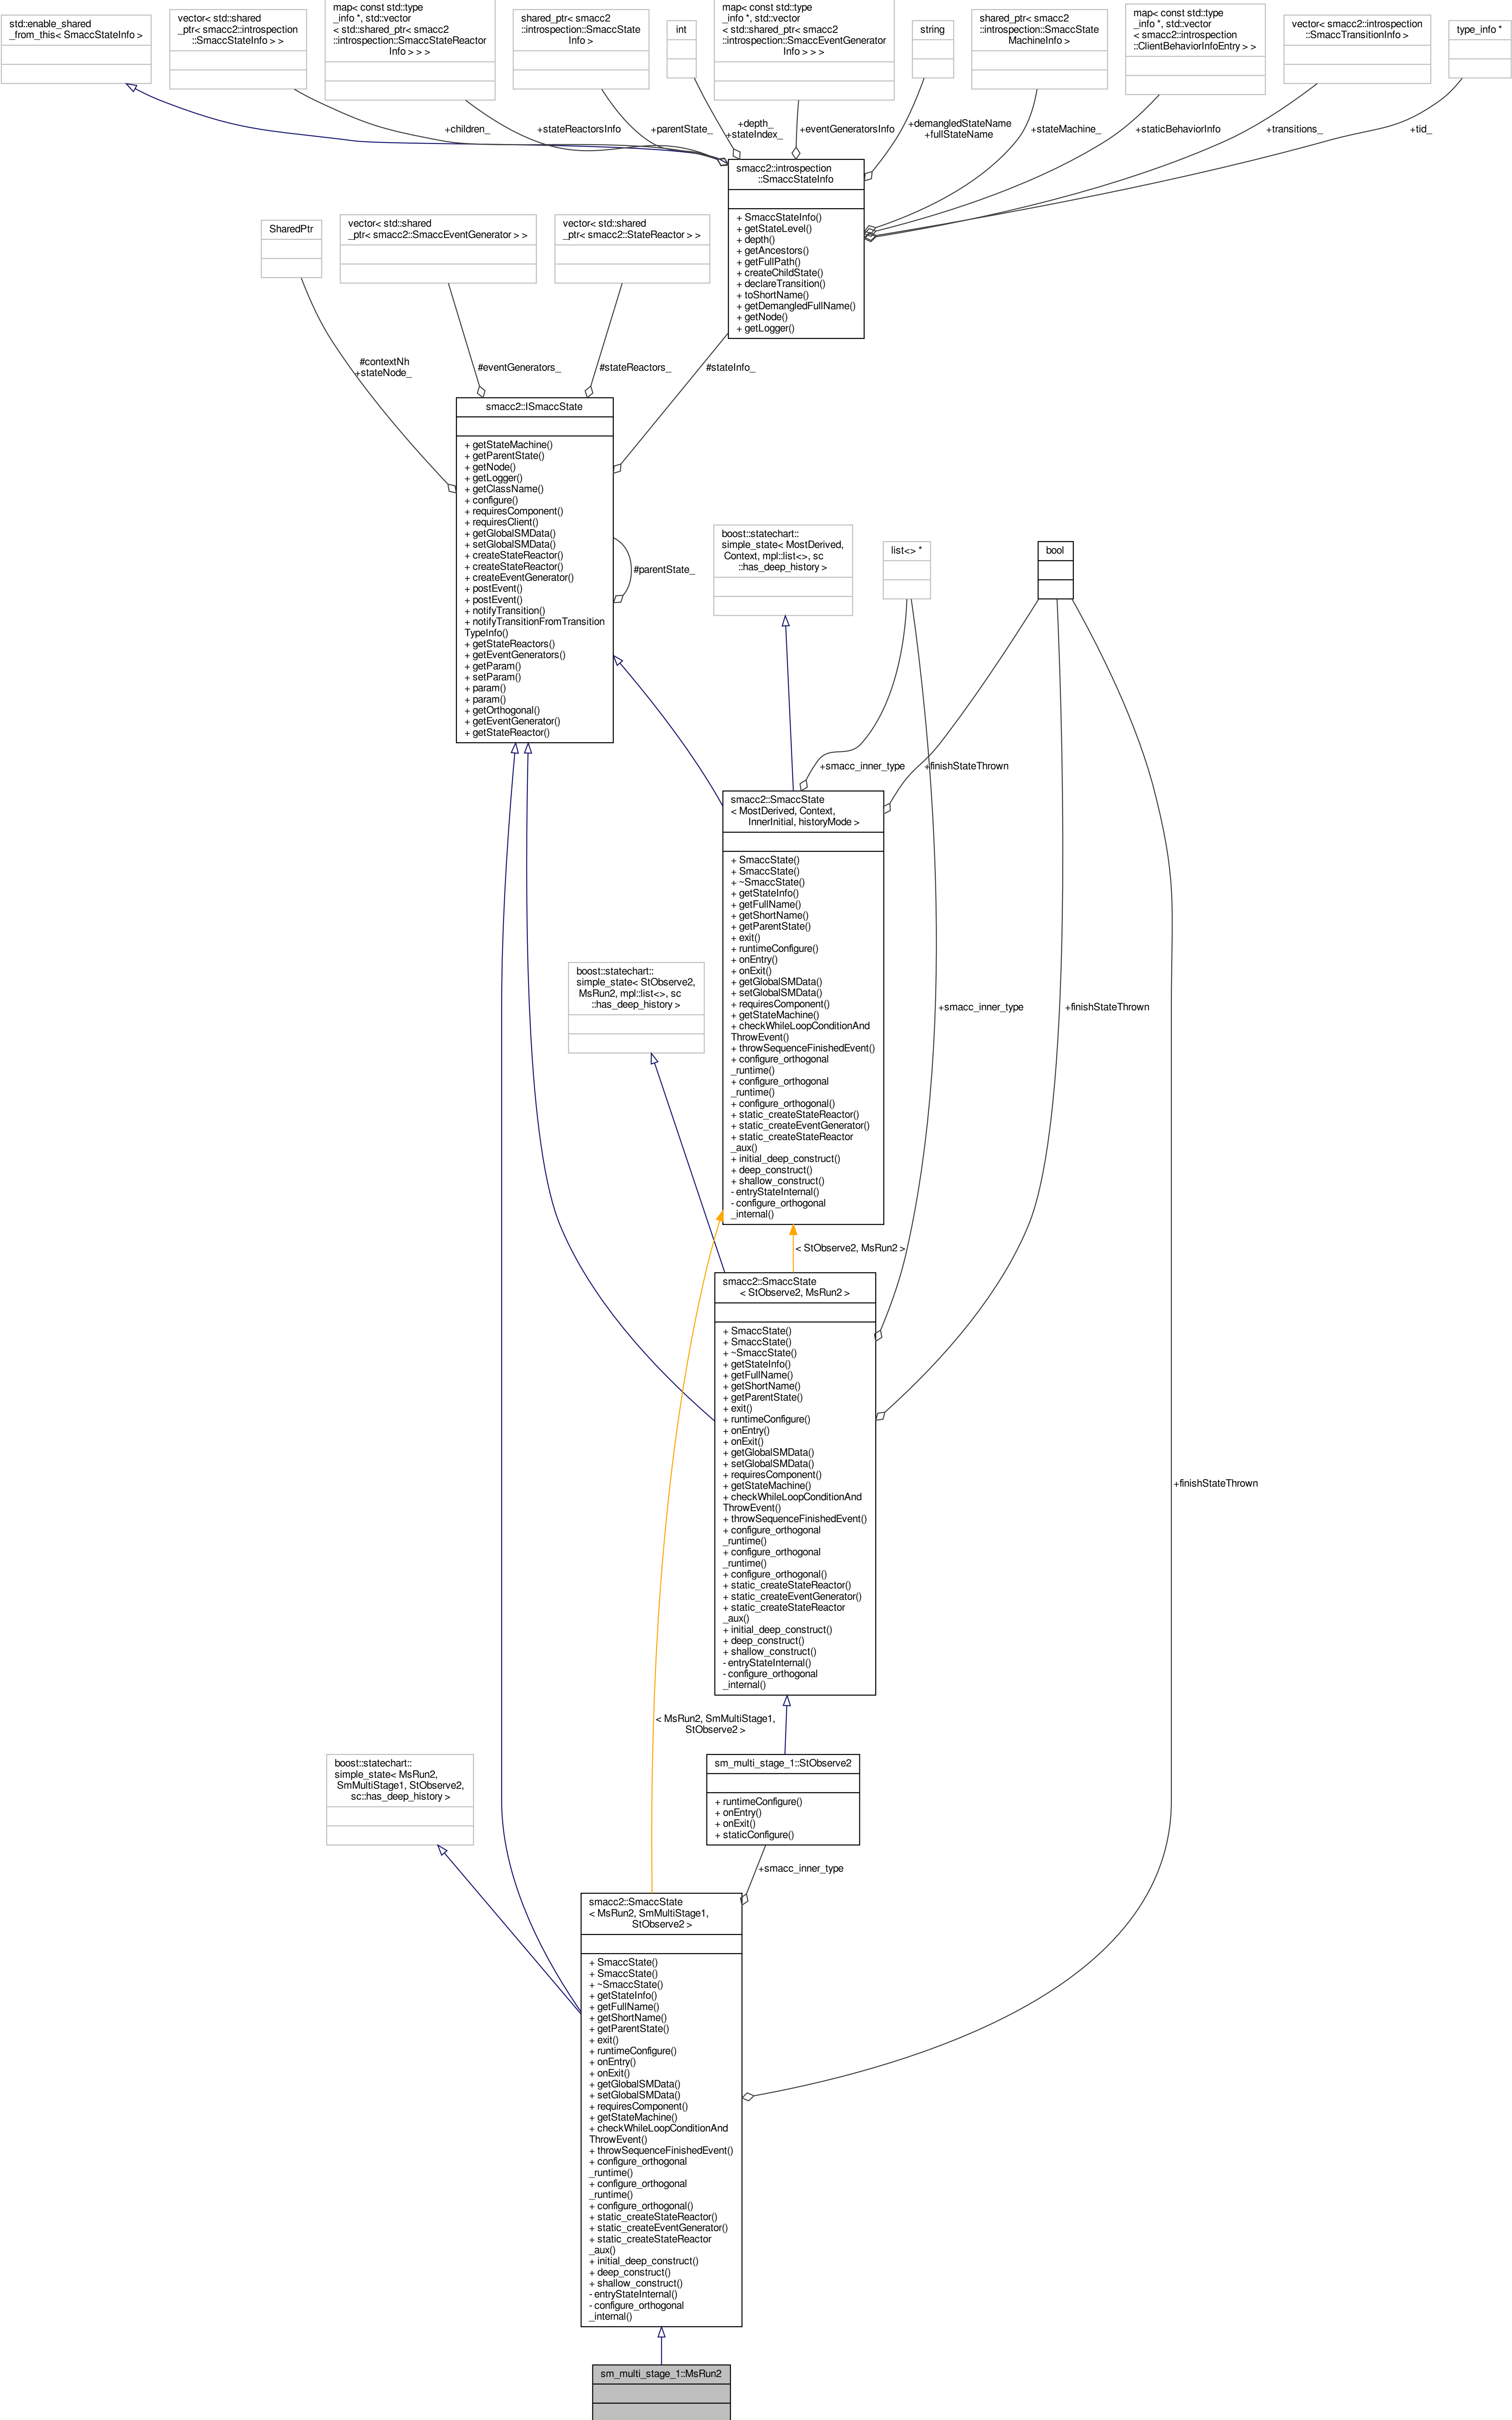 std::enable_shared
_from_this< SmaccStateInfo >
vector< std::shared
_ptr< smacc2::introspection
::SmaccStateInfo > >
map< const std::type
_info *, std::vector
< std::shared_ptr< smacc2
::introspection::SmaccStateReactor
Info > > >
shared_ptr< smacc2
::introspection::SmaccState
Info >
int
map< const std::type
_info *, std::vector
< std::shared_ptr< smacc2
::introspection::SmaccEventGenerator
Info > > >
string
shared_ptr< smacc2
::introspection::SmaccState
MachineInfo >
map< const std::type
_info *, std::vector
< smacc2::introspection
::ClientBehaviorInfoEntry > >
vector< smacc2::introspection
::SmaccTransitionInfo >
type_info *
+children_
+stateReactorsInfo
+parentState_
+depth_
+stateIndex_
+eventGeneratorsInfo
+demangledStateName
+fullStateName
+stateMachine_
+staticBehaviorInfo
+transitions_
+tid_
smacc2::introspection
::SmaccStateInfo
+ SmaccStateInfo()
+ getStateLevel()
+ depth()
+ getAncestors()
+ getFullPath()
+ createChildState()
+ declareTransition()
+ toShortName()
+ getDemangledFullName()
+ getNode()
+ getLogger()
SharedPtr
vector< std::shared
_ptr< smacc2::SmaccEventGenerator > >
vector< std::shared
_ptr< smacc2::StateReactor > >
#contextNh
+stateNode_
#eventGenerators_
#stateReactors_
#stateInfo_
smacc2::ISmaccState
+ getStateMachine()
+ getParentState()
+ getNode()
+ getLogger()
+ getClassName()
+ configure()
+ requiresComponent()
+ requiresClient()
+ getGlobalSMData()
+ setGlobalSMData()
+ createStateReactor()
+ createStateReactor()
+ createEventGenerator()
+ postEvent()
+ postEvent()
+ notifyTransition()
+ notifyTransitionFromTransition
TypeInfo()
+ getStateReactors()
+ getEventGenerators()
+ getParam()
+ setParam()
+ param()
+ param()
+ getOrthogonal()
+ getEventGenerator()
+ getStateReactor()
#parentState_
boost::statechart::
simple_state< MostDerived,
Context, mpl::list<>, sc
::has_deep_history >
list<> *
bool
+smacc_inner_type
+finishStateThrown
smacc2::SmaccState
< MostDerived, Context,
InnerInitial, historyMode >
+ SmaccState()
+ SmaccState()
+ ~SmaccState()
+ getStateInfo()
+ getFullName()
+ getShortName()
+ getParentState()
+ exit()
+ runtimeConfigure()
+ onEntry()
+ onExit()
+ getGlobalSMData()
+ setGlobalSMData()
+ requiresComponent()
+ getStateMachine()
+ checkWhileLoopConditionAnd
ThrowEvent()
+ throwSequenceFinishedEvent()
+ configure_orthogonal
_runtime()
+ configure_orthogonal
_runtime()
+ configure_orthogonal()
+ static_createStateReactor()
+ static_createEventGenerator()
+ static_createStateReactor
_aux()
+ initial_deep_construct()
+ deep_construct()
+ shallow_construct()
- entryStateInternal()
- configure_orthogonal
_internal()
boost::statechart::
simple_state< StObserve2,
MsRun2, mpl::list<>, sc
::has_deep_history >
+smacc_inner_type
+finishStateThrown
< StObserve2, MsRun2 >
smacc2::SmaccState
< StObserve2, MsRun2 >
+ SmaccState()
+ SmaccState()
+ ~SmaccState()
+ getStateInfo()
+ getFullName()
+ getShortName()
+ getParentState()
+ exit()
+ runtimeConfigure()
+ onEntry()
+ onExit()
+ getGlobalSMData()
+ setGlobalSMData()
+ requiresComponent()
+ getStateMachine()
+ checkWhileLoopConditionAnd
ThrowEvent()
+ throwSequenceFinishedEvent()
+ configure_orthogonal
_runtime()
+ configure_orthogonal
_runtime()
+ configure_orthogonal()
+ static_createStateReactor()
+ static_createEventGenerator()
+ static_createStateReactor
_aux()
+ initial_deep_construct()
+ deep_construct()
+ shallow_construct()
- entryStateInternal()
- configure_orthogonal
_internal()
+finishStateThrown
< MsRun2, SmMultiStage1,
StObserve2 >
boost::statechart::
simple_state< MsRun2,
SmMultiStage1, StObserve2,
sc::has_deep_history >
sm_multi_stage_1::StObserve2
+ runtimeConfigure()
+ onEntry()
+ onExit()
+ staticConfigure()
+smacc_inner_type
smacc2::SmaccState
< MsRun2, SmMultiStage1,
StObserve2 >
+ SmaccState()
+ SmaccState()
+ ~SmaccState()
+ getStateInfo()
+ getFullName()
+ getShortName()
+ getParentState()
+ exit()
+ runtimeConfigure()
+ onEntry()
+ onExit()
+ getGlobalSMData()
+ setGlobalSMData()
+ requiresComponent()
+ getStateMachine()
+ checkWhileLoopConditionAnd
ThrowEvent()
+ throwSequenceFinishedEvent()
+ configure_orthogonal
_runtime()
+ configure_orthogonal
_runtime()
+ configure_orthogonal()
+ static_createStateReactor()
+ static_createEventGenerator()
+ static_createStateReactor
_aux()
+ initial_deep_construct()
+ deep_construct()
+ shallow_construct()
- entryStateInternal()
- configure_orthogonal
_internal()
sm_multi_stage_1::MsRun2